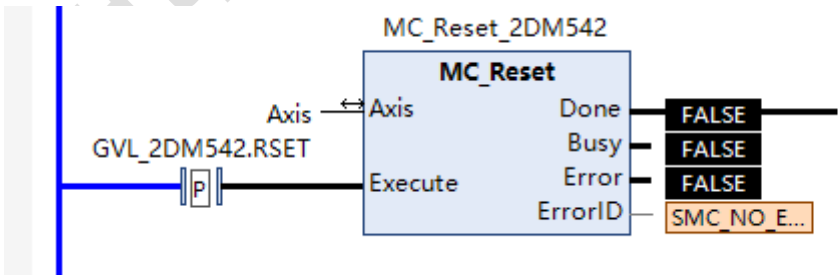 MC_Reset_2DM542
MC_Reset
Axis
Axis
Done
FALSE
GVL_2DM542.RSET
Busy
FALSE
P
Execute
Error
FALSE
ErrorID
SMC_NO_E...